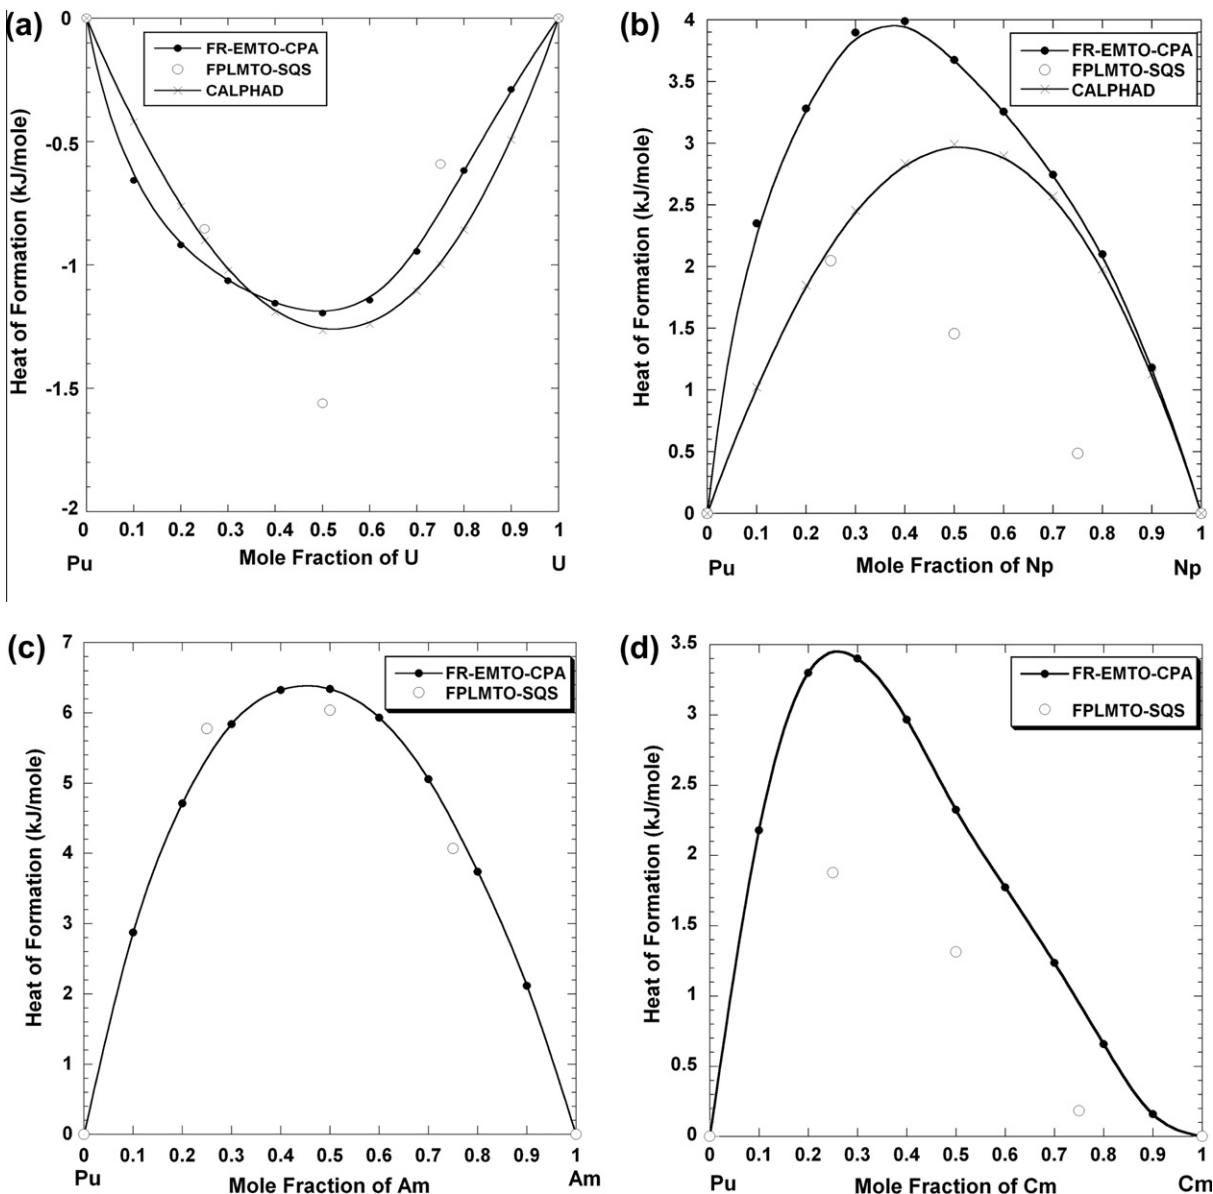 (a)
FR-EMTO-CPA
FPLMTO-SQS
CALPHAD
Heat of Formation (kJ/mole)
0
-0.5
-1
-1.5
-2
0 0.1 0.2 0.3 0.4 0.5 0.6 0.7 0.8 0.9 1
Pu Mole Fraction of U U
(b)
FR-EMTO-CPA
FPLMTO-SQS
CALPHAD
Heat of Formation (kJ/mole)
4
3.5
3
2.5
2
1.5
1
0.5
0
0 0.1 0.2 0.3 0.4 0.5 0.6 0.7 0.8 0.9 1
Pu Mole Fraction of Np Np
(c)
FR-EMTO-CPA
FPLMTO-SQS
Heat of Formation (kJ/mole)
7
6
5
4
3
2
1
0
0 0.1 0.2 0.3 0.4 0.5 0.6 0.7 0.8 0.9 1
Pu Mole Fraction of Am Am
(d)
FR-EMTO-CPA
FPLMTO-SQS
Heat of Formation (kJ/mole)
3.5
3
2.5
2
1.5
1
0.5
0
0 0.1 0.2 0.3 0.4 0.5 0.6 0.7 0.8 0.9 1
Pu Mole Fraction of Cm Cm